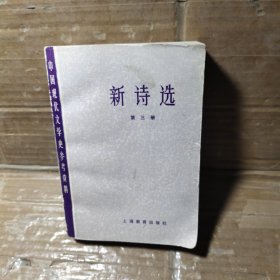 中国现代文学史参考资料
新诗选
第三册
上海教育出版社